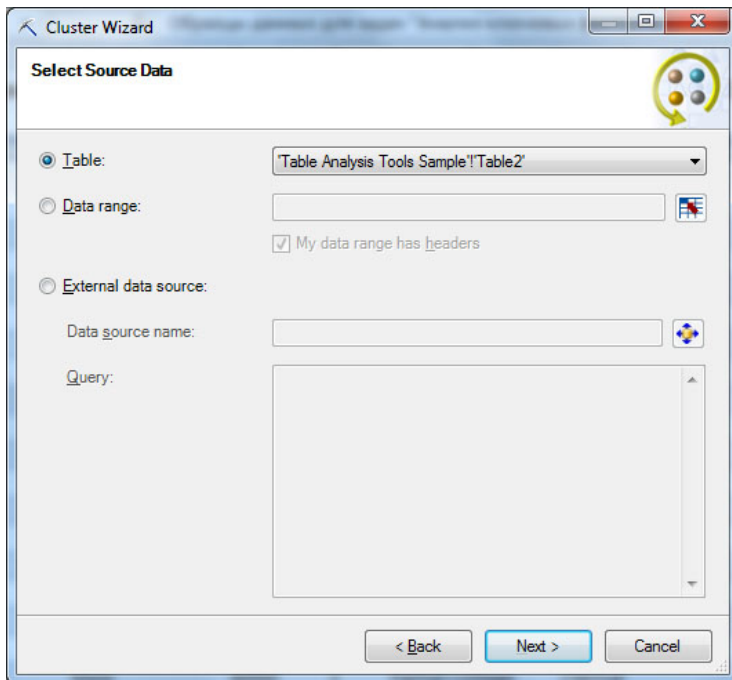 Cluster Wizard
Select Source Data
Table:
'Table Analysis Tools Sample'!'Table2'
Data range:
My data range has headers
External data source:
Data source name:
Query:
< Back
Next >
Cancel